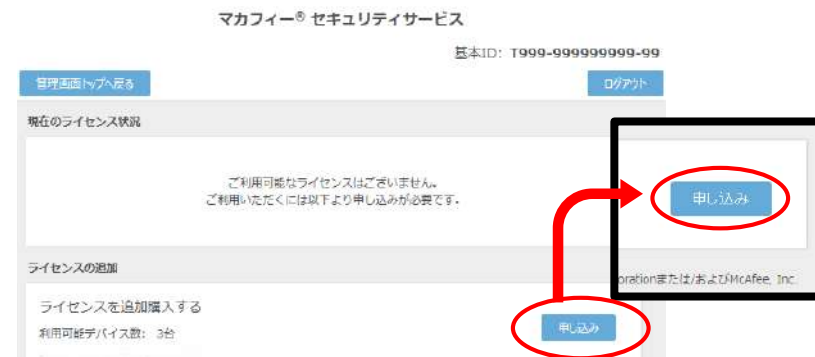 マカフィー® セキュリティサービス
基本ID: T999-999999999-99
管理画面トップへ戻る
ログアウト
現在のライセンス状況
ご利用可能なライセンスはございません。
ご利用いただくには以下より申し込みが必要です。
申し込み
ライセンスの追加
orationまたは/およびMcAfee, Inc.
ライセンスを追加購入する
利用可能デバイス数: 3台
申し込み